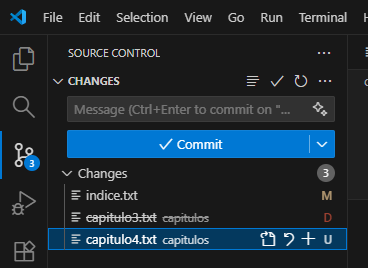 File Edit Selection View Go Run Terminal
SOURCE CONTROL ...
CHANGES ...
Message (Ctrl+Enter to commit on "...
Commit
3
Changes 3
indice.txt M
capitulo3.txt capitulos D
capitulo4.txt capitulos U